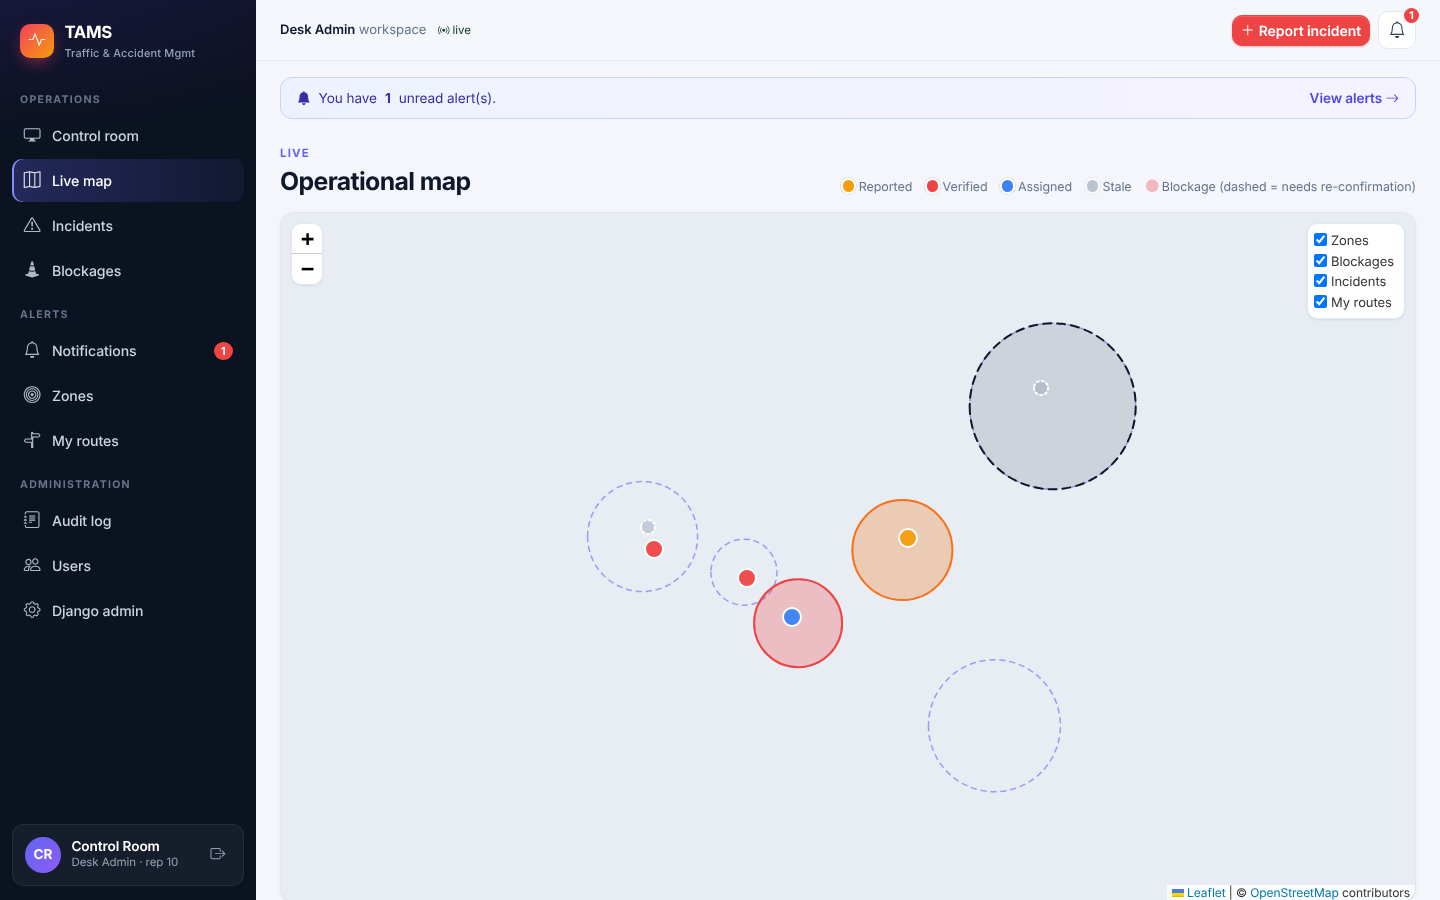 TAMS
Traffic & Accident Mgmt
OPERATIONS
Control room
Live map
Incidents
Blockages
ALERTS
Notifications 1
Zones
My routes
ADMINISTRATION
Audit log
Users
Django admin
CR
Control Room
Desk Admin · rep 10
Desk Admin workspace live
+ Report incident
1
You have 1 unread alert(s).
View alerts →
LIVE
Operational map
Reported Verified Assigned Stale Blockage (dashed = needs re-confirmation)
+
−
Zones
Blockages
Incidents
My routes
Leaflet | © OpenStreetMap contributors